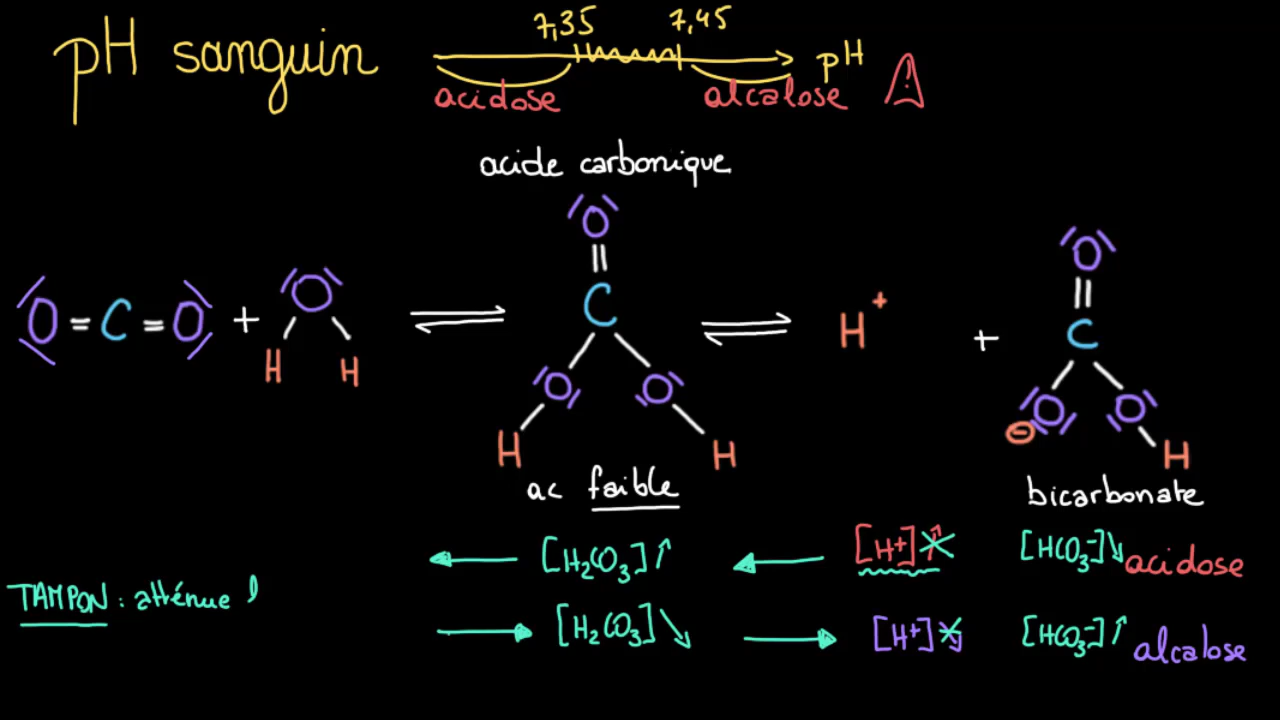 pH sanguin
7,35 7,45
pH
acidose alcalose
acide carbonique
O = C = O + O H H ⇌ O C O O H H ⇌ H⁺ + O C ⊖ O O H
ac faible
bicarbonate
[H₂CO₃]↑ [H⁺]↑ [HCO₃⁻]↘ acidose
TAMPON : atténue l
[H₂CO₃]↘ [H⁺]↘ [HCO₃⁻]↑ alcalose